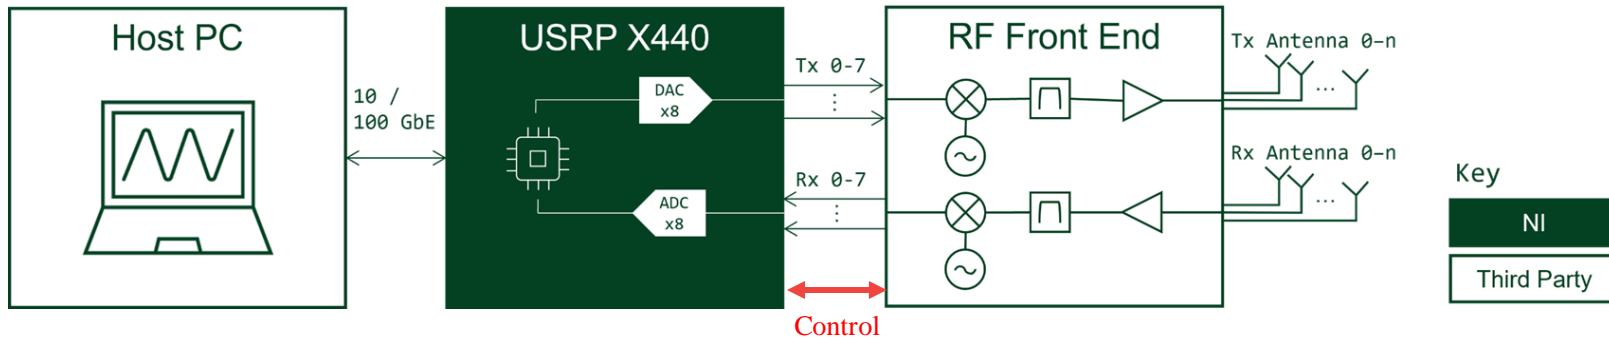 Host PC
10 /
100 GbE
USRP X440
DAC
x8
ADC
x8
Tx 0-7
Rx 0-7
Control
RF Front End
Tx Antenna 0–n
...
Rx Antenna 0–n
...
Key
NI
Third Party